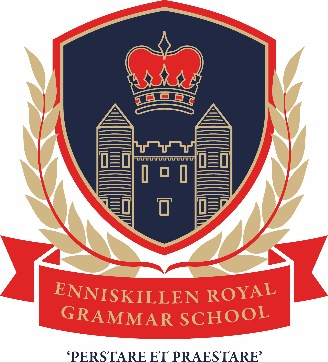 ENNISKILLEN ROYAL
GRAMMAR SCHOOL
‘PERSTARE ET PRAESTARE’